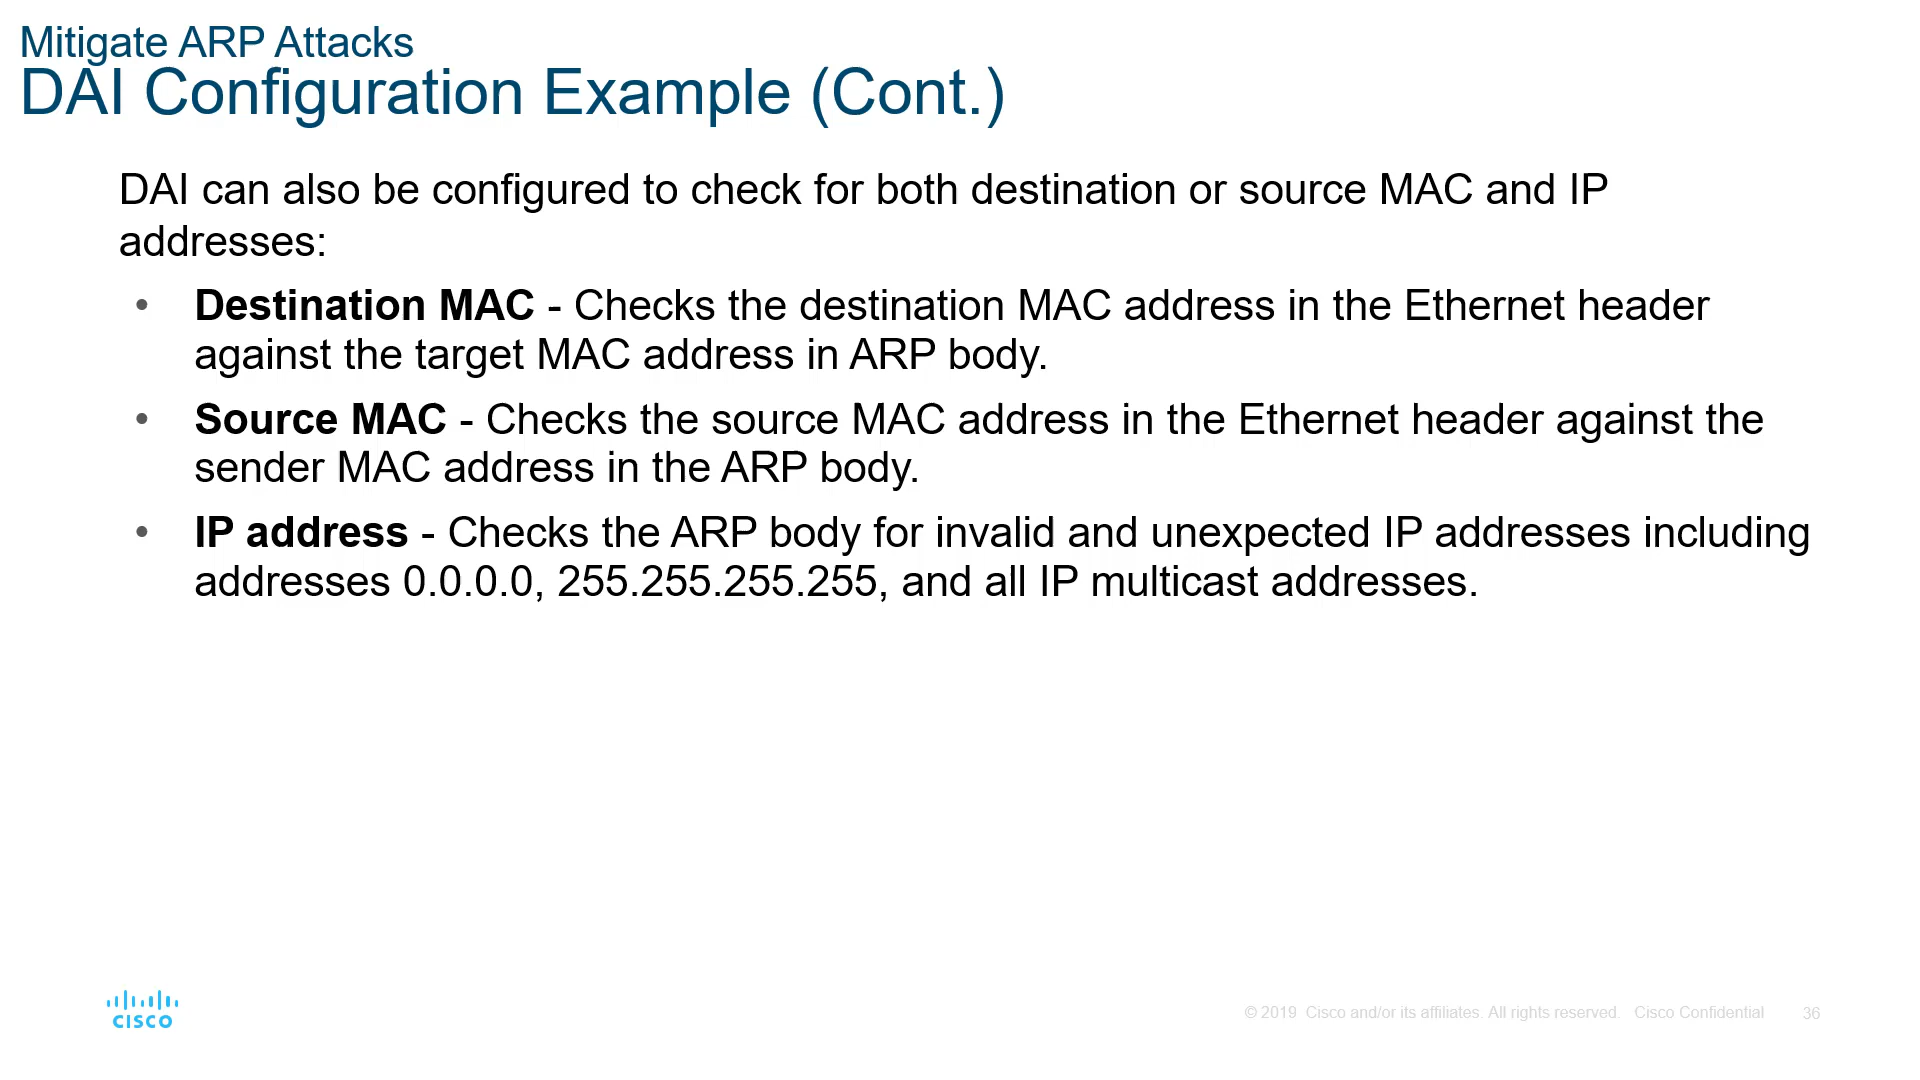 Mitigate ARP Attacks
DAI Configuration Example (Cont.)
DAI can also be configured to check for both destination or source MAC and IP
addresses:
• Destination MAC - Checks the destination MAC address in the Ethernet header
against the target MAC address in ARP body.
• Source MAC - Checks the source MAC address in the Ethernet header against the
sender MAC address in the ARP body.
• IP address - Checks the ARP body for invalid and unexpected IP addresses including
addresses 0.0.0.0, 255.255.255.255, and all IP multicast addresses.
CISCO
© 2019 Cisco and/or its affiliates. All rights reserved. Cisco Confidential 36